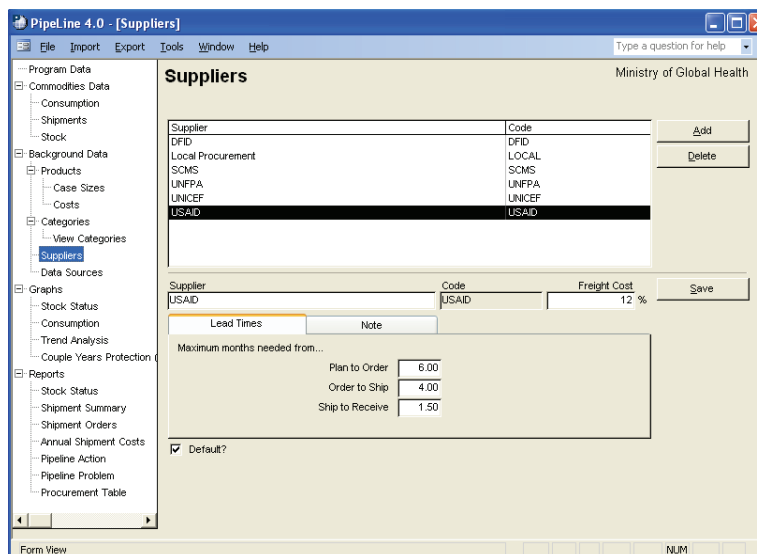 PipeLine 4.0 - [Suppliers]
File Import Export Tools Window Help Type a question for help
Program Data
Commodities Data
Consumption
Shipments
Stock
Background Data
Products
Case Sizes
Costs
Categories
View Categories
Suppliers
Data Sources
Graphs
Stock Status
Consumption
Trend Analysis
Couple Years Protection (
Reports
Stock Status
Shipment Summary
Shipment Orders
Annual Shipment Costs
Pipeline Action
Pipeline Problem
Procurement Table
Suppliers Ministry of Global Health
Supplier Code
DFID DFID
Local Procurement LOCAL
SCMS SCMS
UNFPA UNFPA
UNICEF UNICEF
USAID USAID
Add
Delete
Supplier Code Freight Cost
USAID USAID 12 %
Save
Lead Times Note
Maximum months needed from...
Plan to Order 6.00
Order to Ship 4.00
Ship to Receive 1.50
Default?
Form View NUM